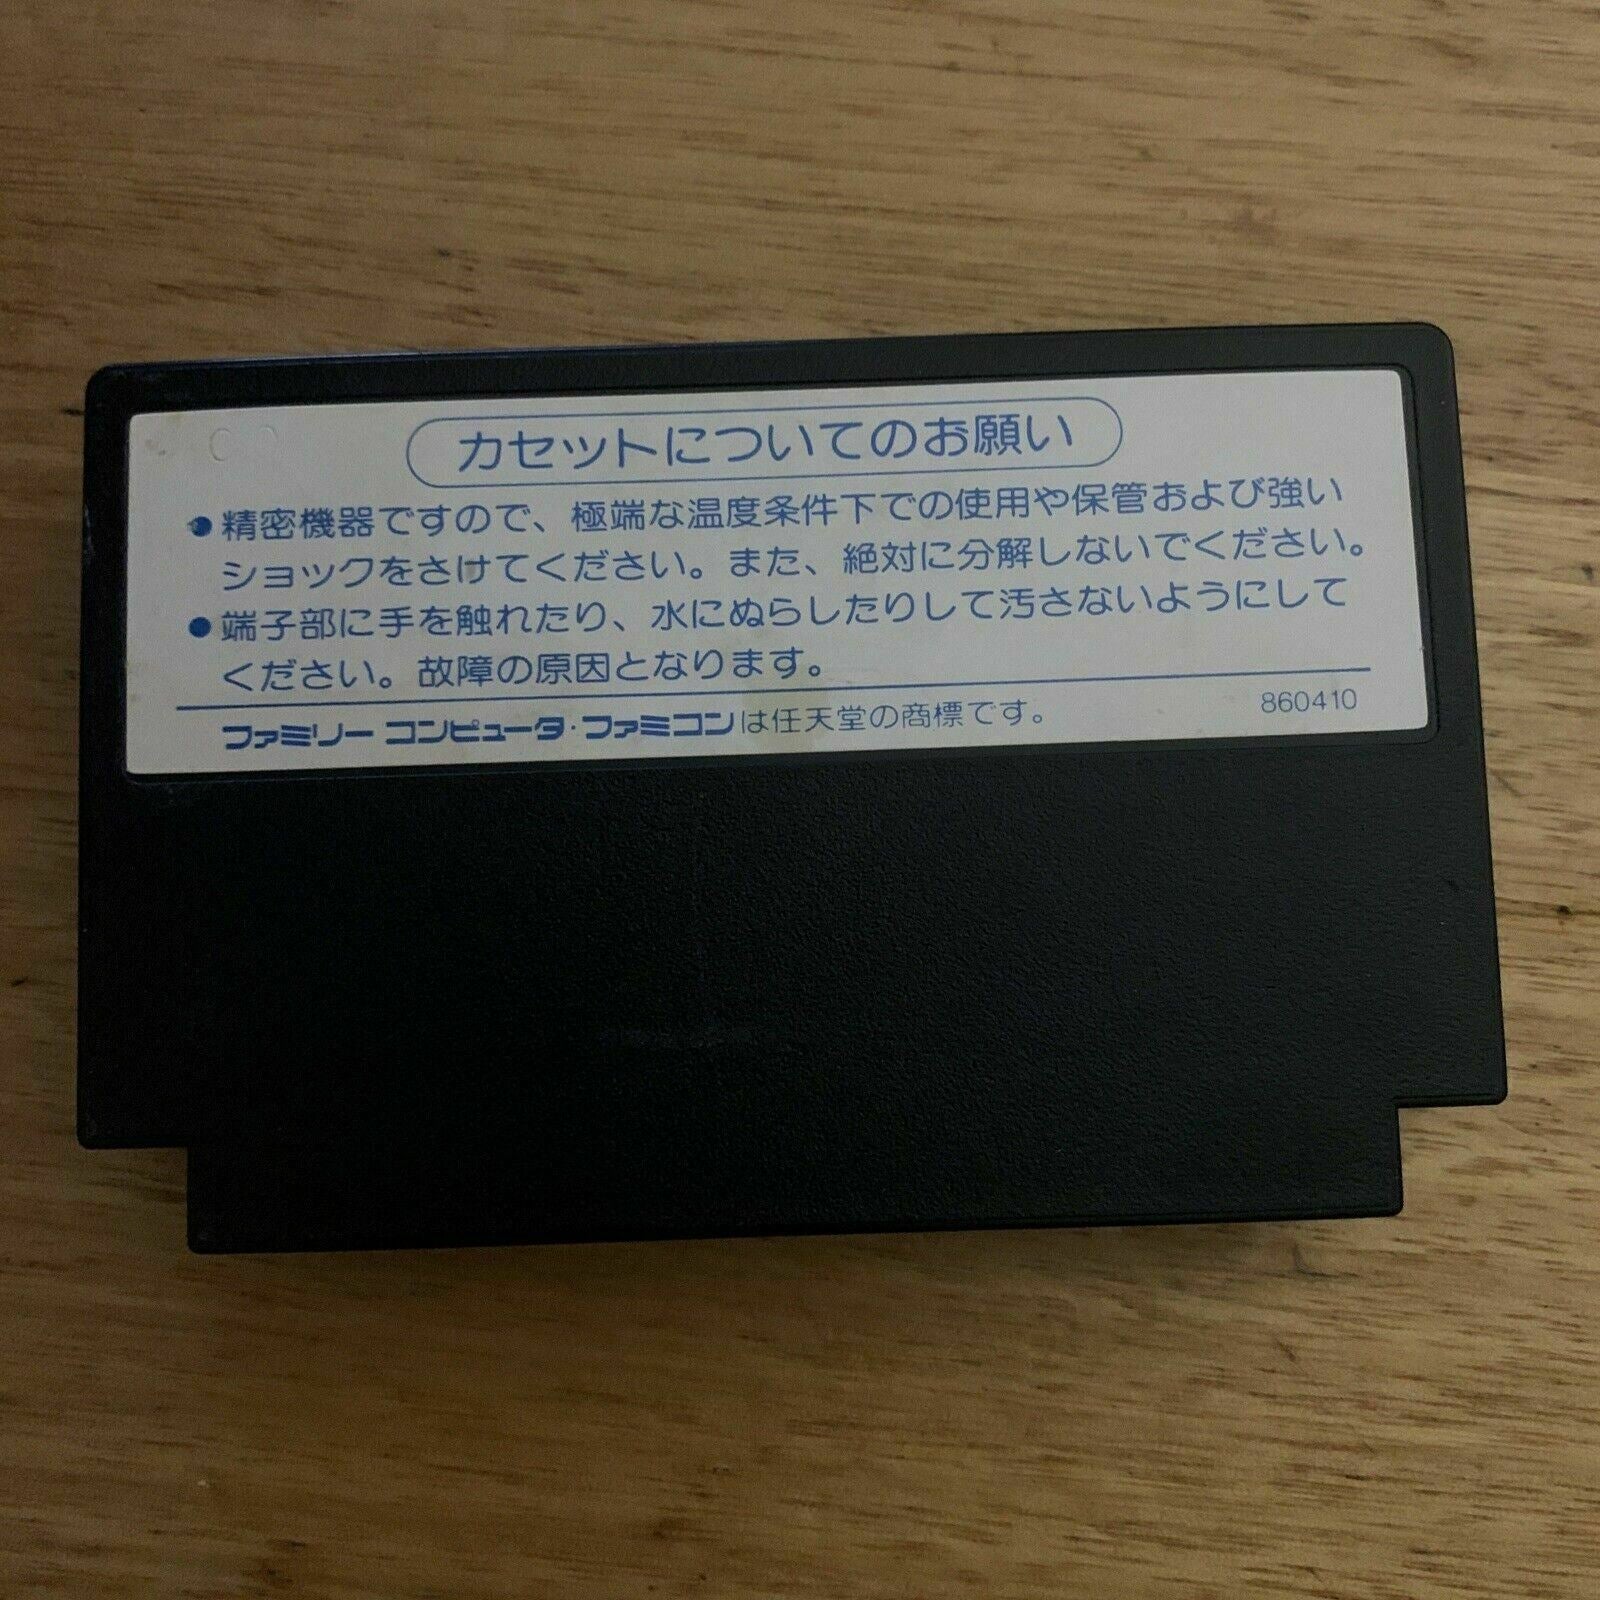 カセットについてのお願い
●精密機器ですので、極端な温度条件下での使用や保管および強い
ショックをさけてください。また、絶対に分解しないでください。
●端子部に手を触れたり、水にぬらしたりして汚さないようにして
ください。故障の原因となります。
ファミリー コンピュータ・ファミコンは任天堂の商標です。 860410